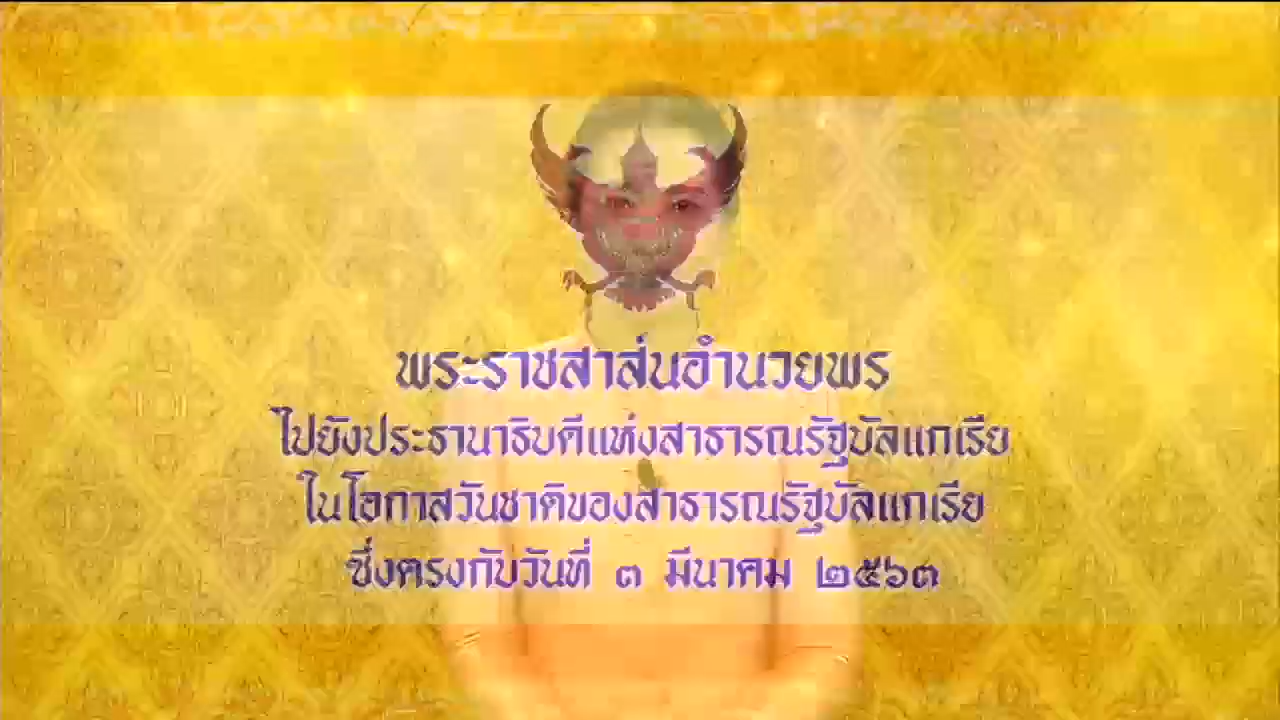 พระราชสาส์นอำนวยพร
ไปยังประธานาธิบดีแห่งสาธารณรัฐบัลแกเรีย
ในโอกาสวันชาติของสาธารณรัฐบัลแกเรีย
ซึ่งตรงกับวันที่ ๓ มีนาคม ๒๕๖๓